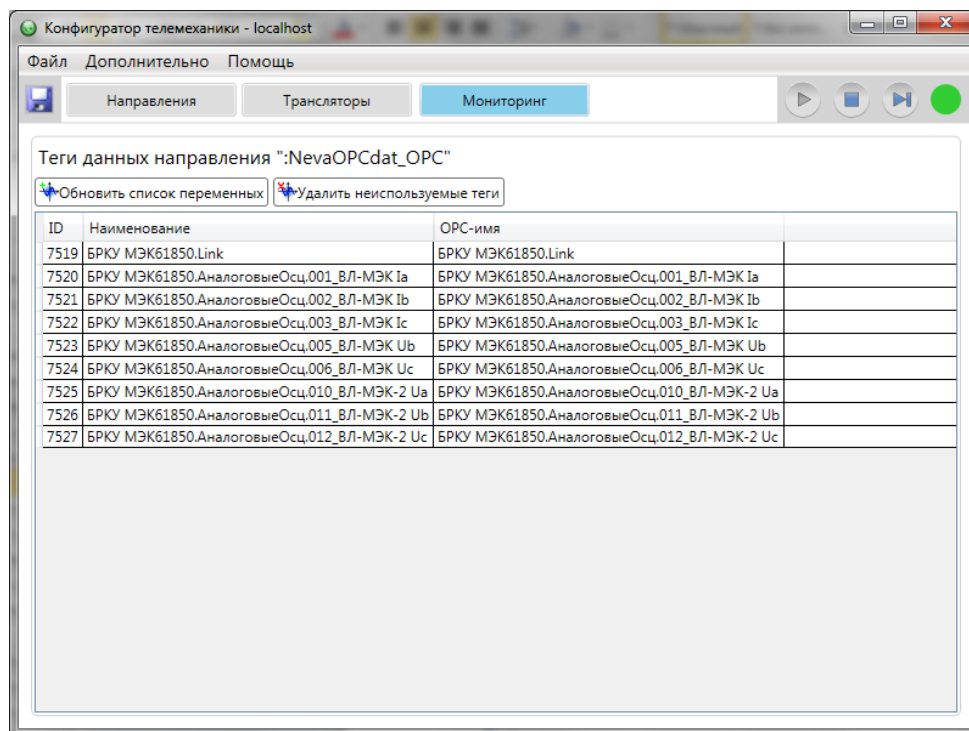 Конфигуратор телемеханики - localhost
Файл Дополнительно Помощь
Направления Трансляторы Мониторинг
Теги данных направления ":NevaOPCdat_OPC"
Обновить список переменных Удалить неиспользуемые теги
ID Наименование OPC-имя
7519 БРКУ МЭК61850.Link БРКУ МЭК61850.Link
7520 БРКУ МЭК61850.АналоговыеОсц.001_ВЛ-МЭК Ia БРКУ МЭК61850.АналоговыеОсц.001_ВЛ-МЭК Ia
7521 БРКУ МЭК61850.АналоговыеОсц.002_ВЛ-МЭК Ib БРКУ МЭК61850.АналоговыеОсц.002_ВЛ-МЭК Ib
7522 БРКУ МЭК61850.АналоговыеОсц.003_ВЛ-МЭК Ic БРКУ МЭК61850.АналоговыеОсц.003_ВЛ-МЭК Ic
7523 БРКУ МЭК61850.АналоговыеОсц.005_ВЛ-МЭК Ub БРКУ МЭК61850.АналоговыеОсц.005_ВЛ-МЭК Ub
7524 БРКУ МЭК61850.АналоговыеОсц.006_ВЛ-МЭК Uc БРКУ МЭК61850.АналоговыеОсц.006_ВЛ-МЭК Uc
7525 БРКУ МЭК61850.АналоговыеОсц.010_ВЛ-МЭК-2 Ua БРКУ МЭК61850.АналоговыеОсц.010_ВЛ-МЭК-2 Ua
7526 БРКУ МЭК61850.АналоговыеОсц.011_ВЛ-МЭК-2 Ub БРКУ МЭК61850.АналоговыеОсц.011_ВЛ-МЭК-2 Ub
7527 БРКУ МЭК61850.АналоговыеОсц.012_ВЛ-МЭК-2 Uc БРКУ МЭК61850.АналоговыеОсц.012_ВЛ-МЭК-2 Uc